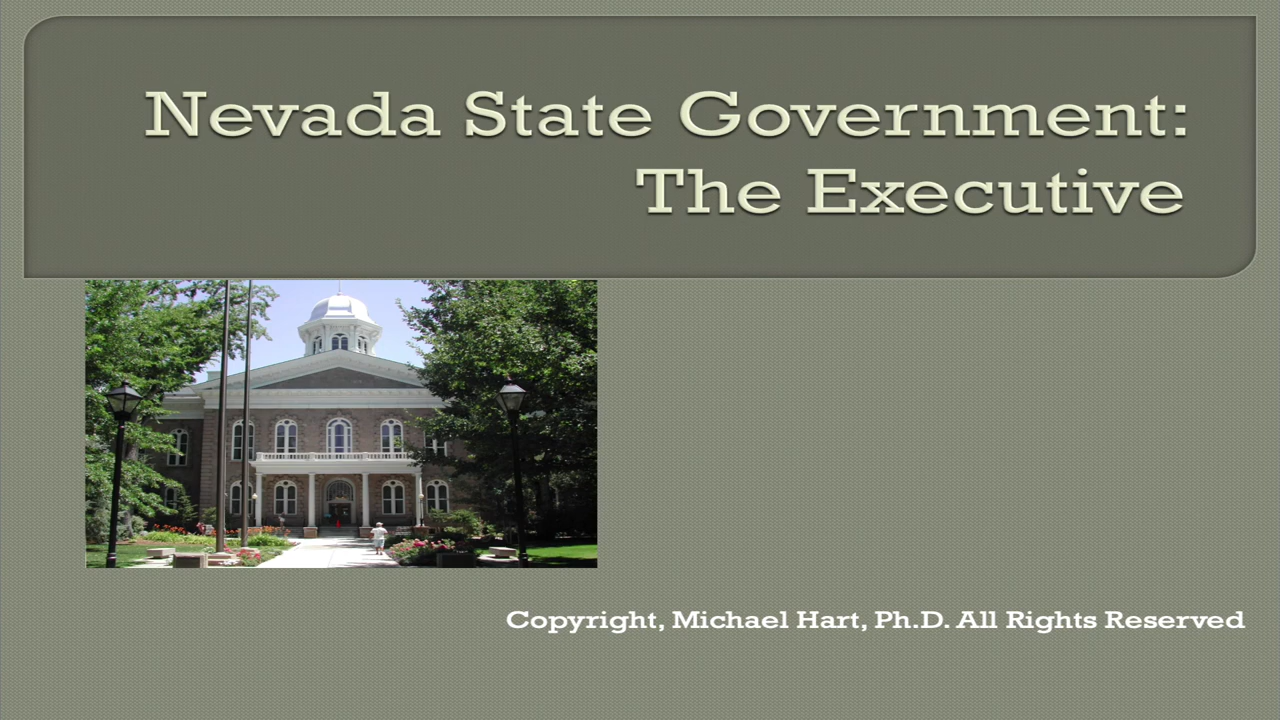 Nevada State Government:
The Executive
Copyright, Michael Hart, Ph.D. All Rights Reserved